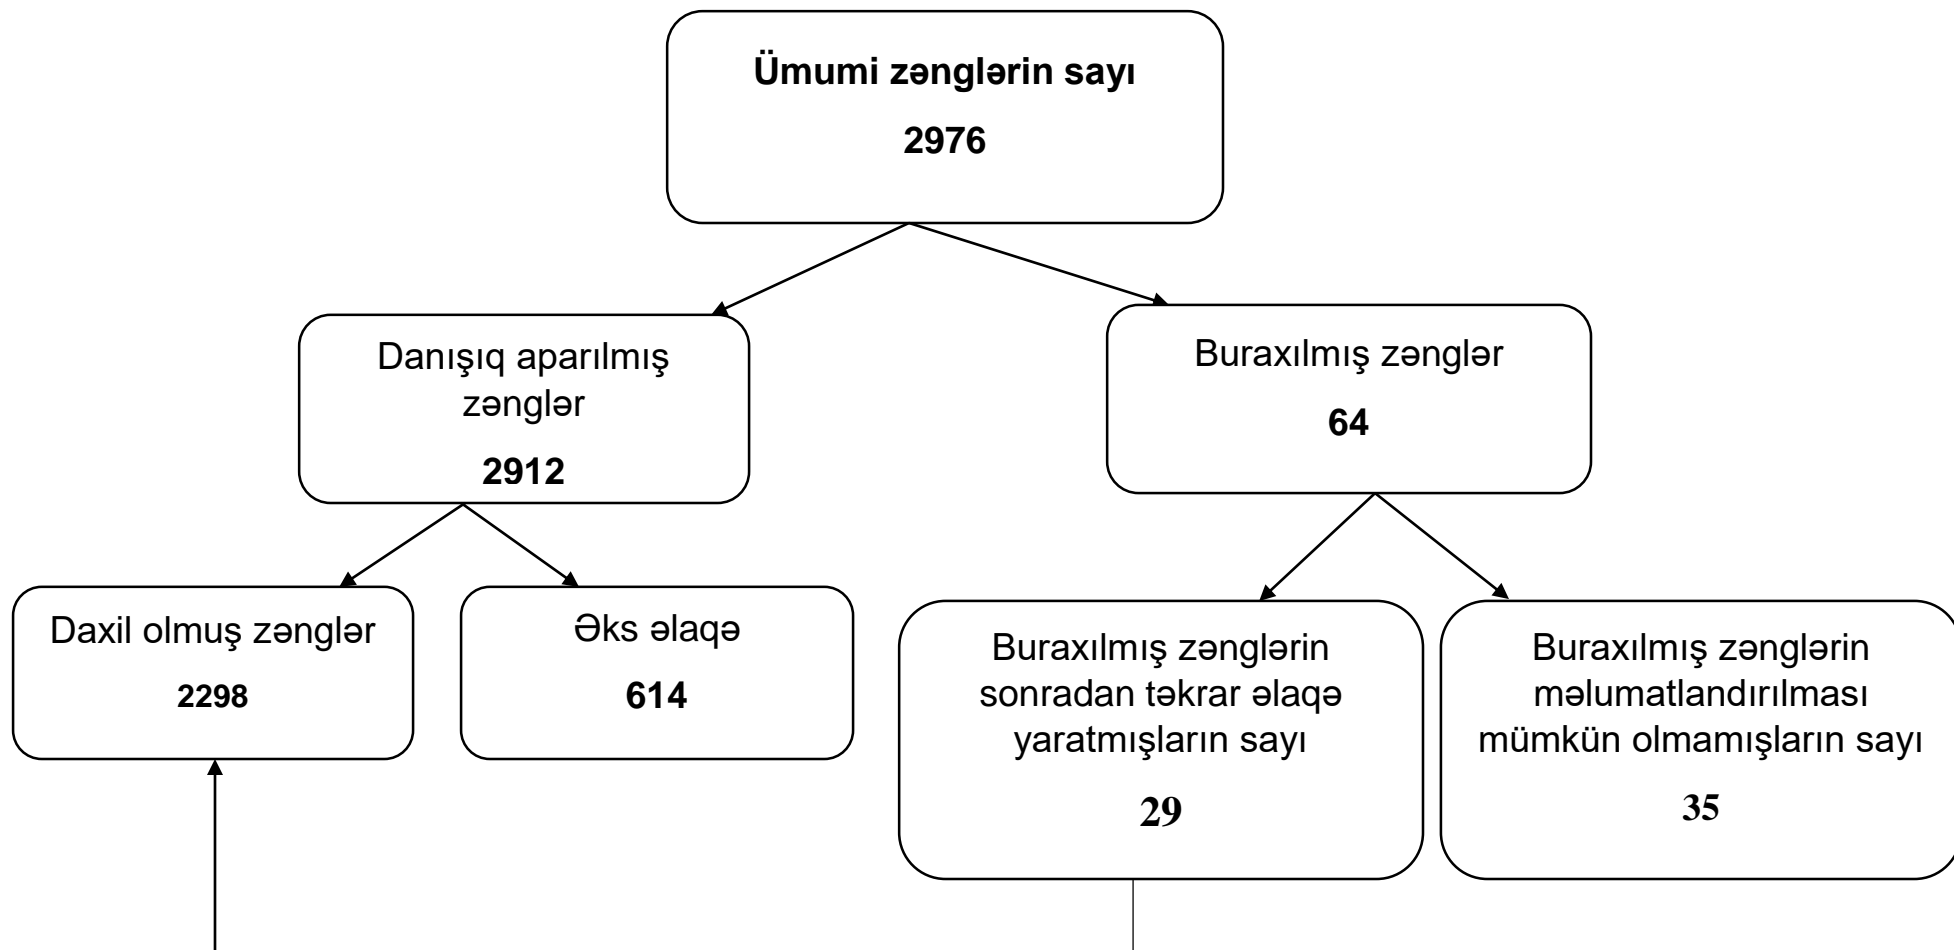 Ümumi zənglərin sayı
2976
Danışıq aparılmış
zənglər
2912
Buraxılmış zənglər
64
Daxil olmuş zənglər
2298
Əks əlaqə
614
Buraxılmış zənglərin
sonradan təkrar əlaqə
yaratmışların sayı
29
Buraxılmış zənglərin
məlumatlandırılması
mümkün olmamışların sayı
35